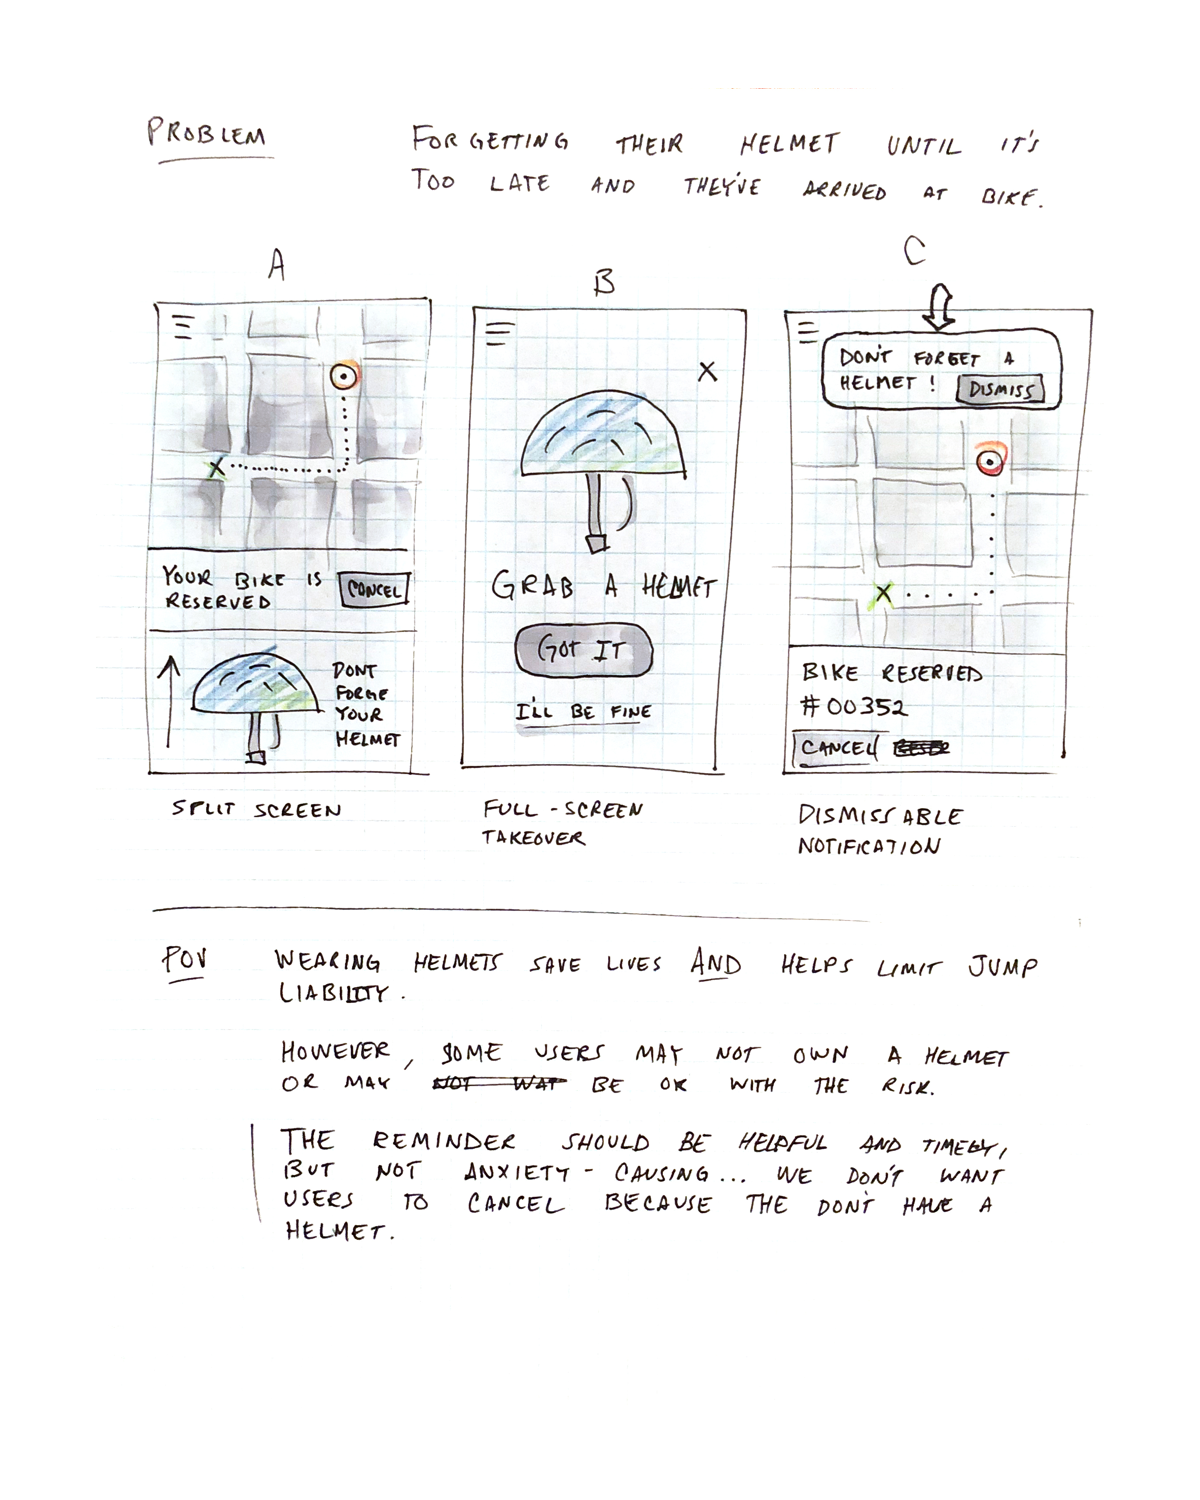 PROBLEM
FORGETTING THEIR HELMET UNTIL IT'S
TOO LATE AND THEY'VE ARRIVED AT BIKE.
A
B
C
YOUR BIKE IS
RESERVED
CANCEL
DONT
FORGE
YOUR
HELMET
SPLIT SCREEN
X
GRAB A HELMET
GOT IT
I'LL BE FINE
FULL-SCREEN
TAKEOVER
DON'T FORGET A
HELMET!
DISMISS
BIKE RESERVED
#00352
CANCEL
DISMISSABLE
NOTIFICATION
POV
WEARING HELMETS SAVE LIVES AND HELPS LIMIT JUMP
LIABILITY.
HOWEVER, SOME USERS MAY NOT OWN A HELMET
OR MAY NOT WAT BE OK WITH THE RISK.
THE REMINDER SHOULD BE HELPFUL AND TIMELY,
BUT NOT ANXIETY-CAUSING... WE DON'T WANT
USERS TO CANCEL BECAUSE THE DON'T HAVE A
HELMET.